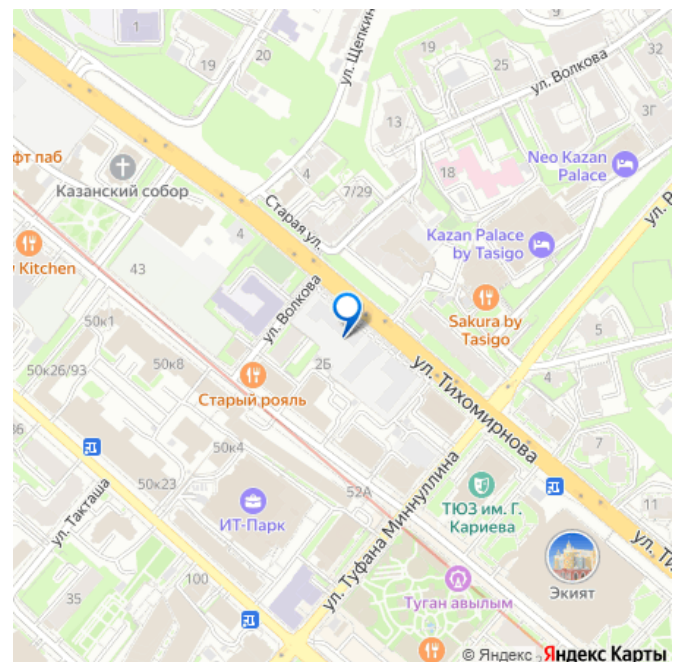 1
19
20
ул. Щепкин
19
25
ул. Волкова
32
3Г
13
фт паб
Казанский собор
4
7/29
18
Neo Kazan
Palace
Старая ул.
4
Kazan Palace
by Tasigo
ул. Р
y Kitchen
43
ул. Волкова
Sakura by
Tasigo
5
50к1
50к8
2Б
4
50к26/93
Старый рояль
ул. Тихомирнова
36
50к4
7
50к23
52А
ТЮЗ им. Г.
Кариева
11
ИТ-Парк
ул. Такташа
ул. Туфана Миннуллина
ул. Ти
Экият
100
Туган авылым
35
© Яндекс
Яндекс Карты